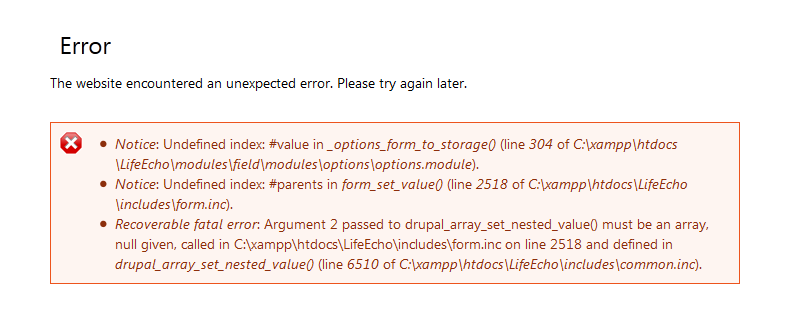 Error
The website encountered an unexpected error. Please try again later.
Notice: Undefined index: #value in _options_form_to_storage() (line 304 of C:\xampp\htdocs
\LifeEcho\modules\field\modules\options\options.module).
Notice: Undefined index: #parents in form_set_value() (line 2518 of C:\xampp\htdocs\LifeEcho
\includes\form.inc).
Recoverable fatal error: Argument 2 passed to drupal_array_set_nested_value() must be an array,
null given, called in C:\xampp\htdocs\LifeEcho\includes\form.inc on line 2518 and defined in
drupal_array_set_nested_value() (line 6510 of C:\xampp\htdocs\LifeEcho\includes\common.inc).